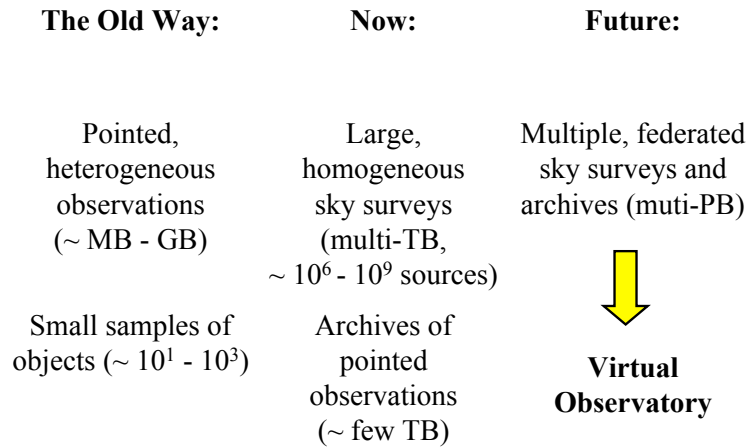 The Old Way:
Now:
Future:
Pointed,
heterogeneous
observations
(~ MB - GB)
Small samples of
objects (~ 10¹ - 10³)
Large,
homogeneous
sky surveys
(multi-TB,
~ 10⁶ - 10⁹ sources)
Archives of
pointed
observations
(~ few TB)
Multiple, federated
sky surveys and
archives (muti-PB)
Virtual
Observatory